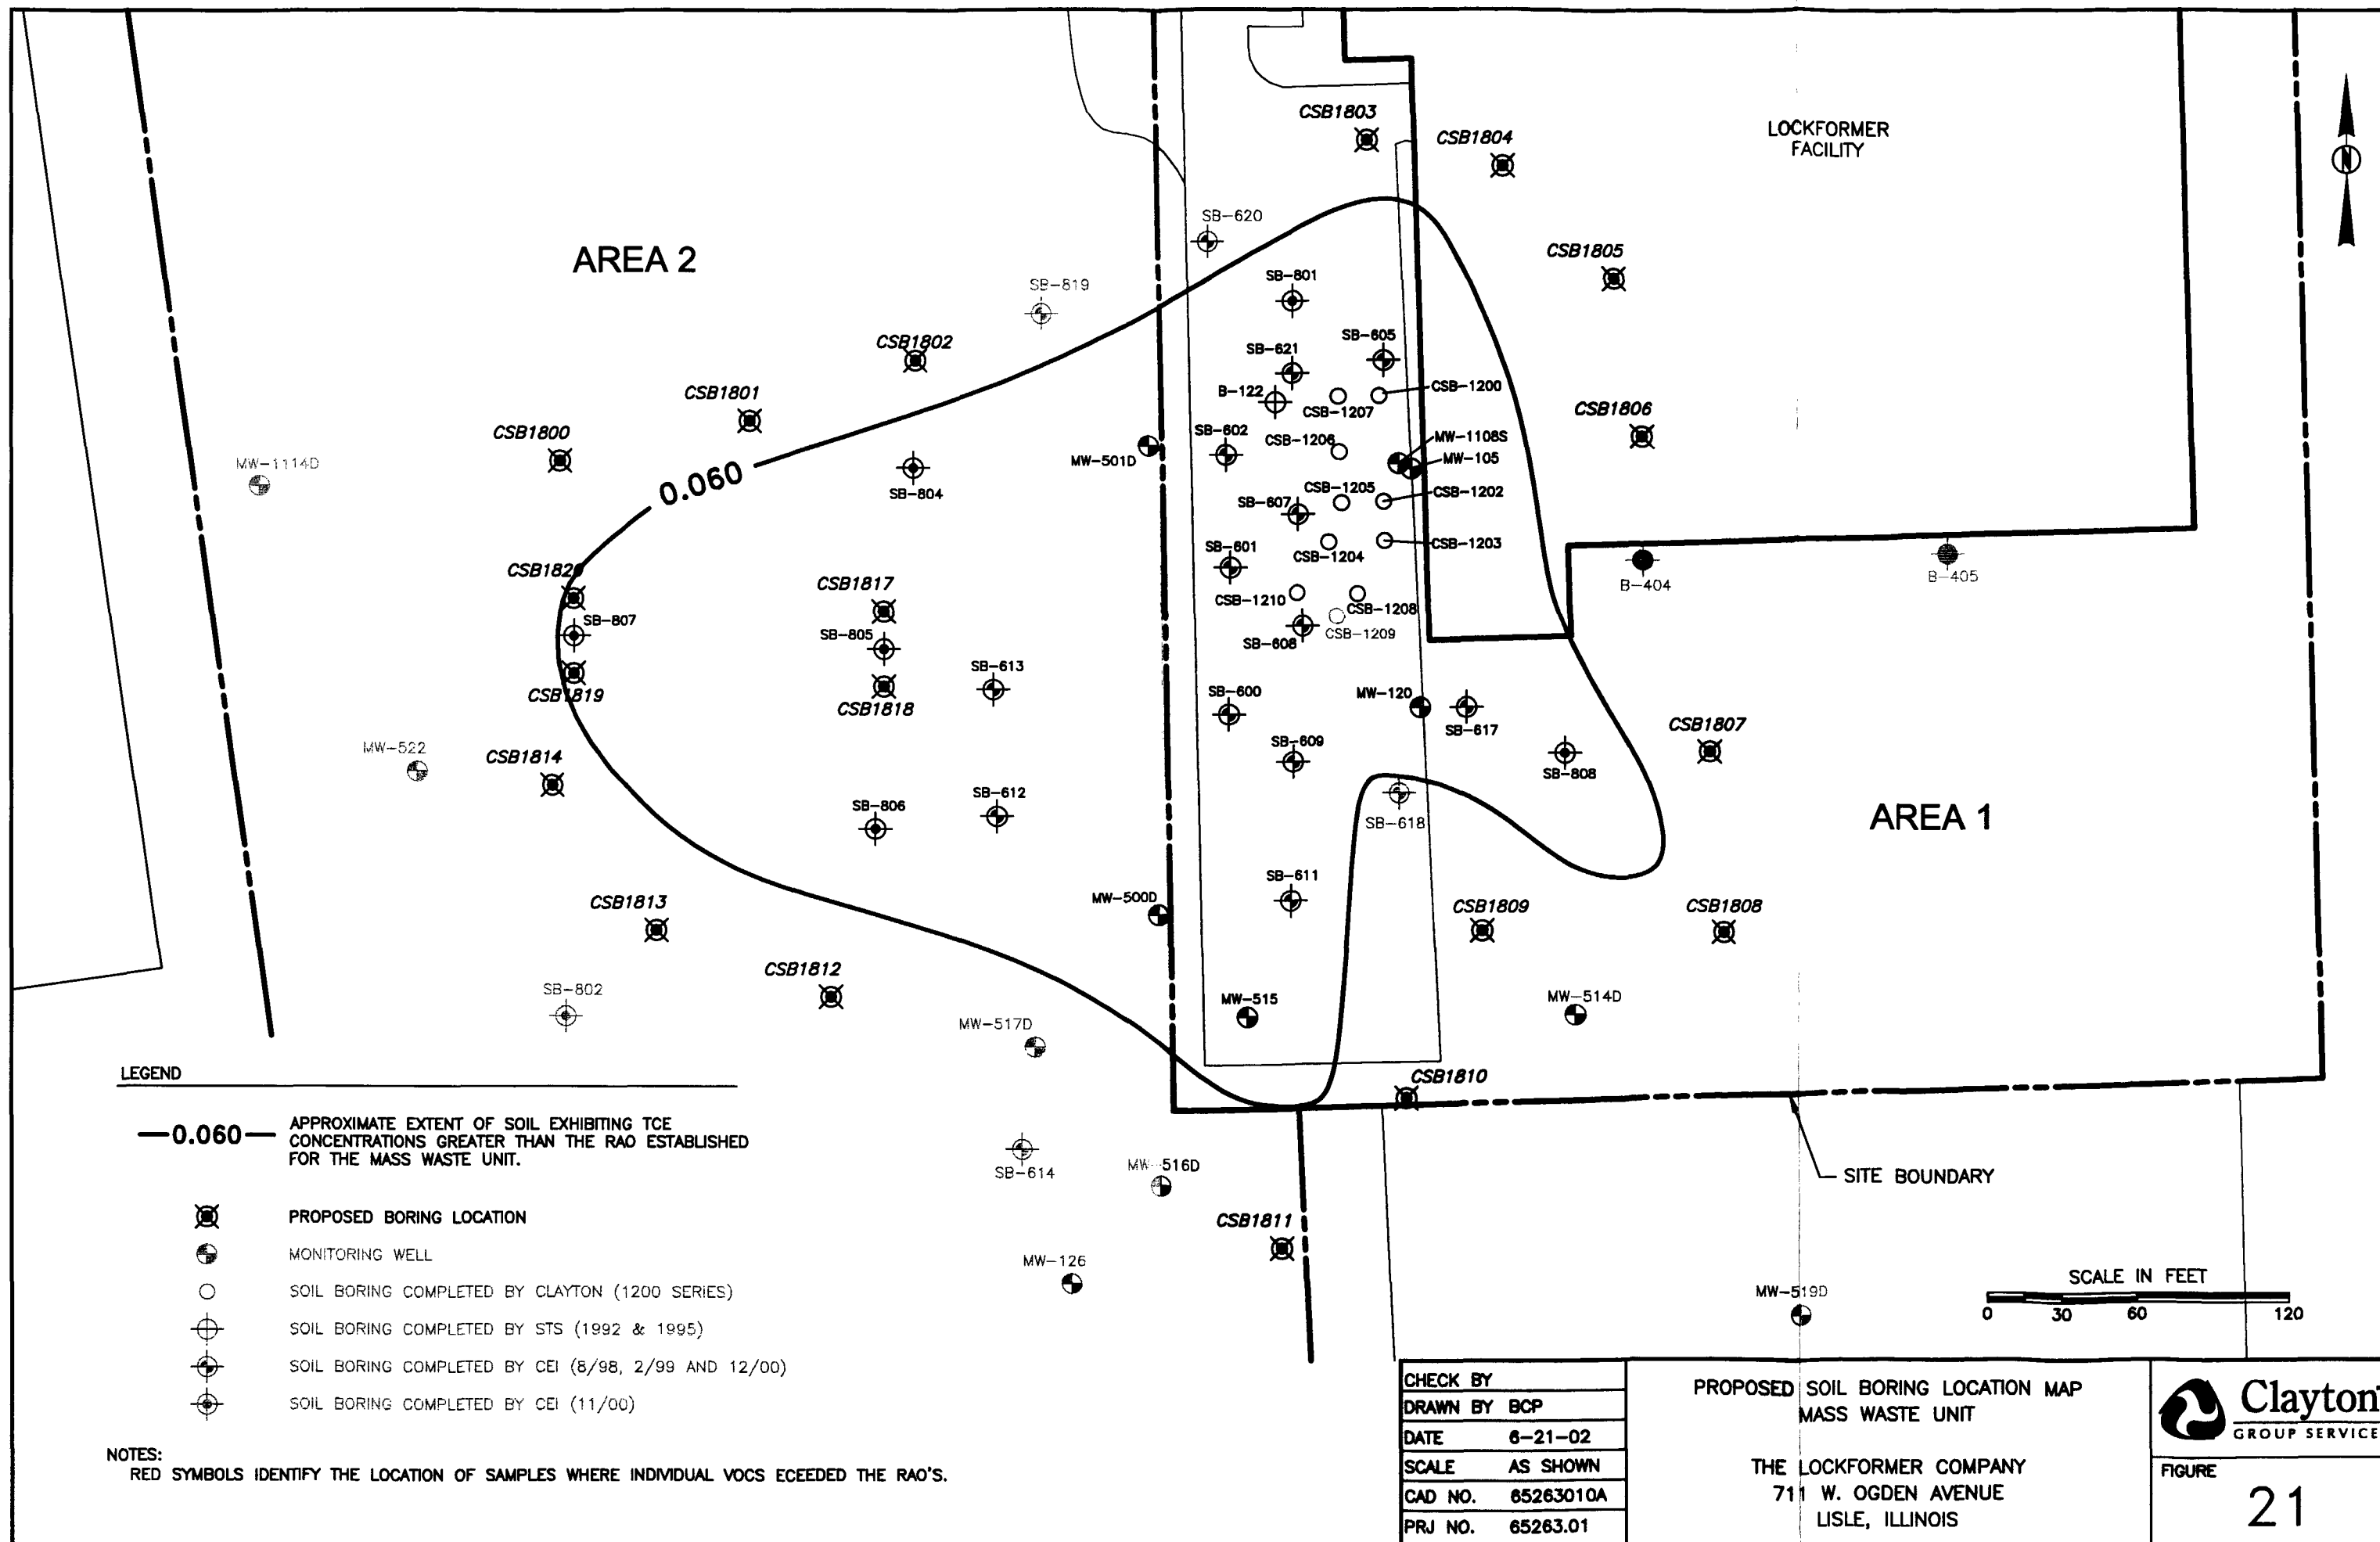 CSB1803
CSB1804
LOCKFORMER
FACILITY
N
SB-620
AREA 2
CSB1805
SB-819
SB-801
CSB1802
SB-605
SB-621
CSB1801
B-122
CSB-1200
CSB-1207
CSB1806
CSB1800
SB-602
CSB-1206
MW-1108S
MW-501D
MW-105
MW-1114D
0.060
SB-804
CSB-1205
CSB-1202
SB-607
CSB-1203
SB-601
CSB-1204
CSB1820
CSB1817
B-404
B-405
CSB-1210
CSB-1208
SB-807
SB-805
SB-608
CSB-1209
SB-613
CSB1819
CSB1818
SB-600
MW-120
SB-617
CSB1807
MW-522
CSB1814
SB-609
SB-808
SB-806
SB-612
SB-618
AREA 1
SB-611
CSB1813
MW-500D
CSB1809
CSB1808
CSB1812
SB-802
MW-515
MW-514D
MW-517D
LEGEND
CSB1810
0.060
APPROXIMATE EXTENT OF SOIL EXHIBITING TCE
CONCENTRATIONS GREATER THAN THE RAO ESTABLISHED
FOR THE MASS WASTE UNIT.
SB-614
MW-516D
SITE BOUNDARY
PROPOSED BORING LOCATION
CSB1811
MONITORING WELL
MW-126
SOIL BORING COMPLETED BY CLAYTON (1200 SERIES)
MW-519D
SCALE IN FEET
0 30 60 120
SOIL BORING COMPLETED BY STS (1992 & 1995)
SOIL BORING COMPLETED BY CEI (8/98, 2/99 AND 12/00)
SOIL BORING COMPLETED BY CEI (11/00)
NOTES:
RED SYMBOLS IDENTIFY THE LOCATION OF SAMPLES WHERE INDIVIDUAL VOCS ECEEDED THE RAO'S.
CHECK BY
DRAWN BY BCP
DATE 6-21-02
SCALE AS SHOWN
CAD NO. 65263010A
PRJ NO. 65263.01
PROPOSED SOIL BORING LOCATION MAP
MASS WASTE UNIT
THE LOCKFORMER COMPANY
711 W. OGDEN AVENUE
LISLE, ILLINOIS
Clayton
GROUP SERVICE
FIGURE
21